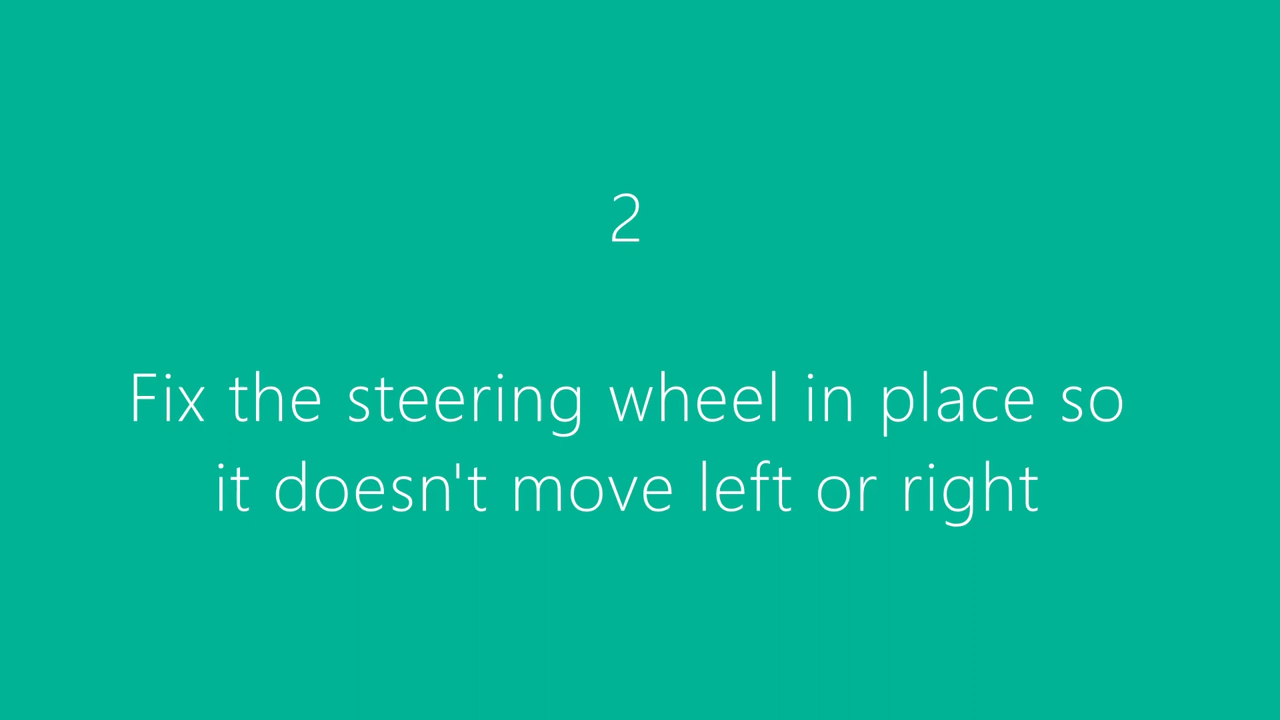 2
Fix the steering wheel in place so
it doesn't move left or right